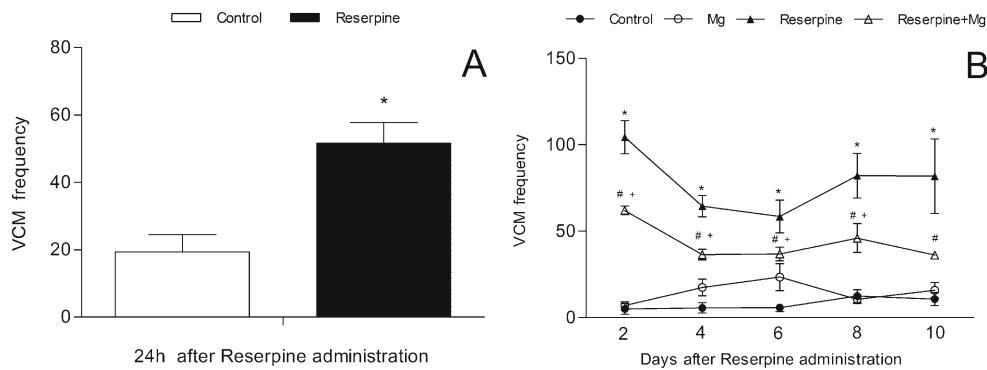 Control Reserpine
A
80
60
40
20
0
VCM frequency
*
24h after Reserpine administration
Control Mg Reserpine Reserpine+Mg
B
150
100
50
0
VCM frequency
*
*
*
*
*
# +
# +
# +
# +
#
2 4 6 8 10
Days after Reserpine administration